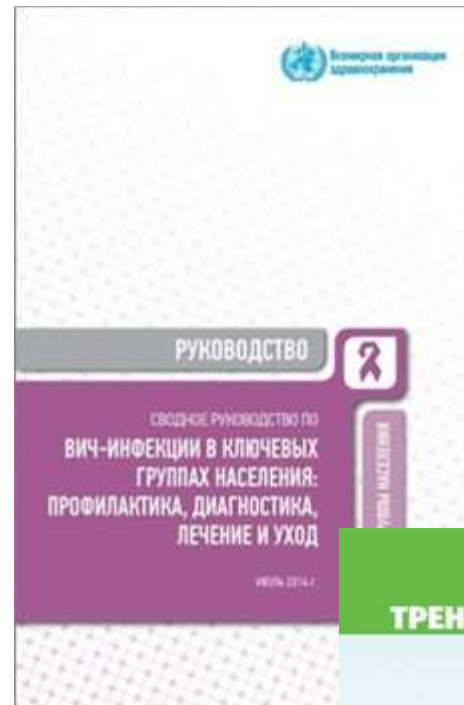 Всемирная организация
здравоохранения
РУКОВОДСТВО
СВОДНОЕ РУКОВОДСТВО ПО
ВИЧ-ИНФЕКЦИИ В КЛЮЧЕВЫХ
ГРУППАХ НАСЕЛЕНИЯ:
ПРОФИЛАКТИКА, ДИАГНОСТИКА,
ЛЕЧЕНИЕ И УХОД
ИЮЛЬ 2014 г.
ГРУППЫ НАСЕЛЕНИЯ
ТРЕН